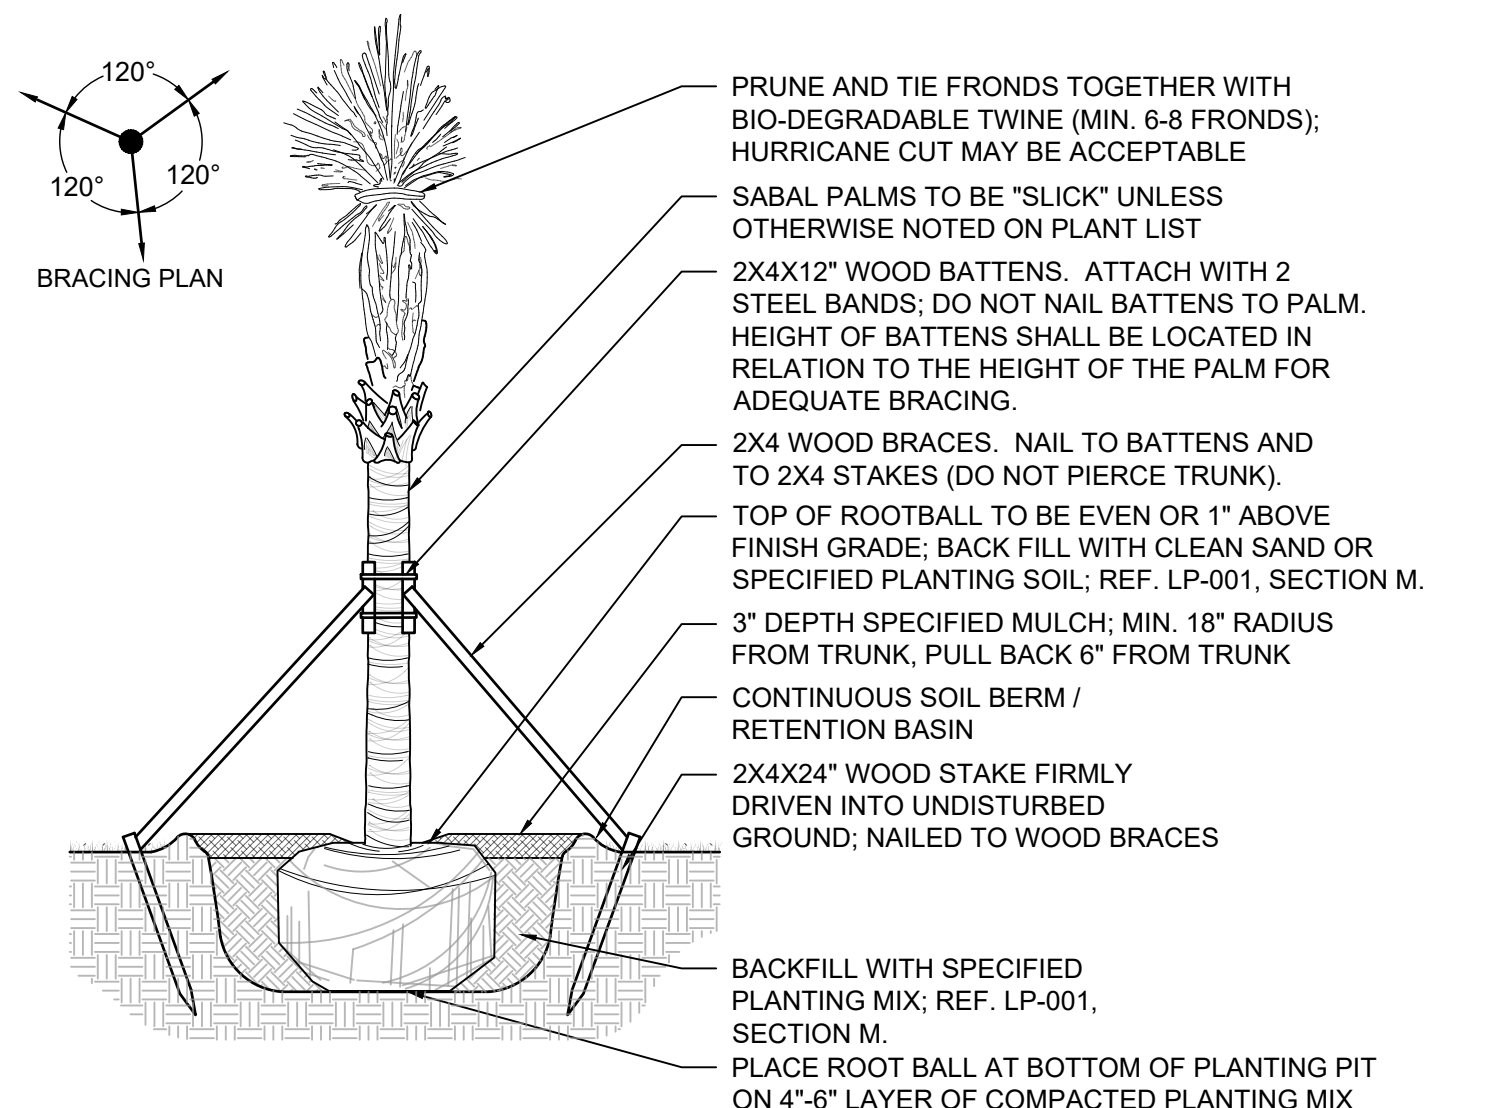 120°
120°
120°
BRACING PLAN
PRUNE AND TIE FRONDS TOGETHER WITH
BIO-DEGRADABLE TWINE (MIN. 6-8 FRONDS);
HURRICANE CUT MAY BE ACCEPTABLE
SABAL PALMS TO BE "SLICK" UNLESS
OTHERWISE NOTED ON PLANT LIST
2X4X12" WOOD BATTENS.  ATTACH WITH 2
STEEL BANDS; DO NOT NAIL BATTENS TO PALM.
HEIGHT OF BATTENS SHALL BE LOCATED IN
RELATION TO THE HEIGHT OF THE PALM FOR
ADEQUATE BRACING.
2X4 WOOD BRACES.  NAIL TO BATTENS AND
TO 2X4 STAKES (DO NOT PIERCE TRUNK).
TOP OF ROOTBALL TO BE EVEN OR 1" ABOVE
FINISH GRADE; BACK FILL WITH CLEAN SAND OR
SPECIFIED PLANTING SOIL; REF. LP-001, SECTION M.
3" DEPTH SPECIFIED MULCH; MIN. 18" RADIUS
FROM TRUNK, PULL BACK 6" FROM TRUNK
CONTINUOUS SOIL BERM /
RETENTION BASIN
2X4X24" WOOD STAKE FIRMLY
DRIVEN INTO UNDISTURBED
GROUND; NAILED TO WOOD BRACES
BACKFILL WITH SPECIFIED
PLANTING MIX; REF. LP-001,
SECTION M.
PLACE ROOT BALL AT BOTTOM OF PLANTING PIT
ON 4"-6" LAYER OF COMPACTED PLANTING MIX